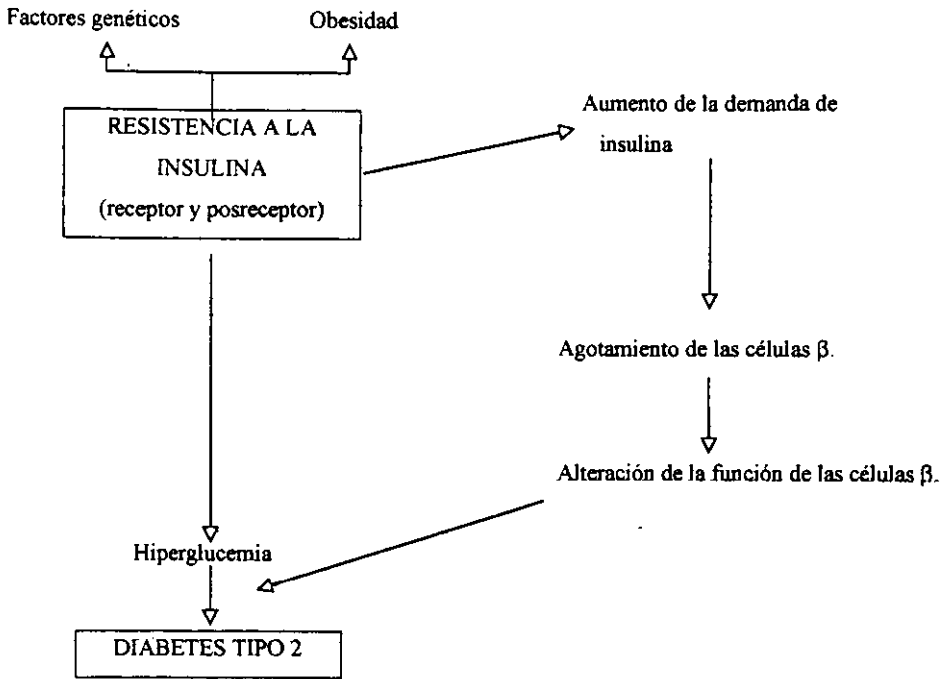 Factores genéticos
Obesidad
RESISTENCIA A LA
INSULINA
(receptor y posreceptor)
Aumento de la demanda de
insulina
Agotamiento de las células β.
Alteración de la función de las células β.
Hiperglucemia
DIABETES TIPO 2